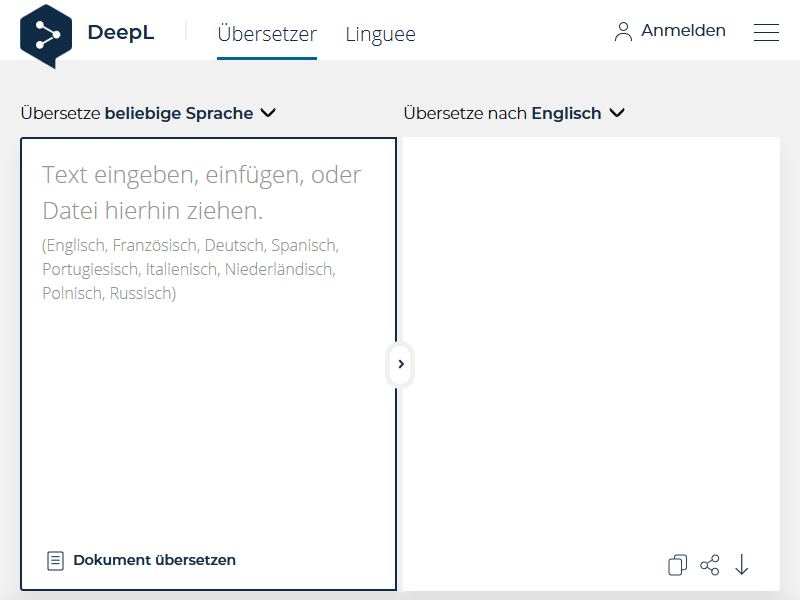 DeepL
Übersetzer
Linguee
Anmelden
Übersetze beliebige Sprache
Übersetze nach Englisch
Text eingeben, einfügen, oder
Datei hierhin ziehen.
(Englisch, Französisch, Deutsch, Spanisch,
Portugiesisch, Italienisch, Niederländisch,
Polnisch, Russisch)
Dokument übersetzen